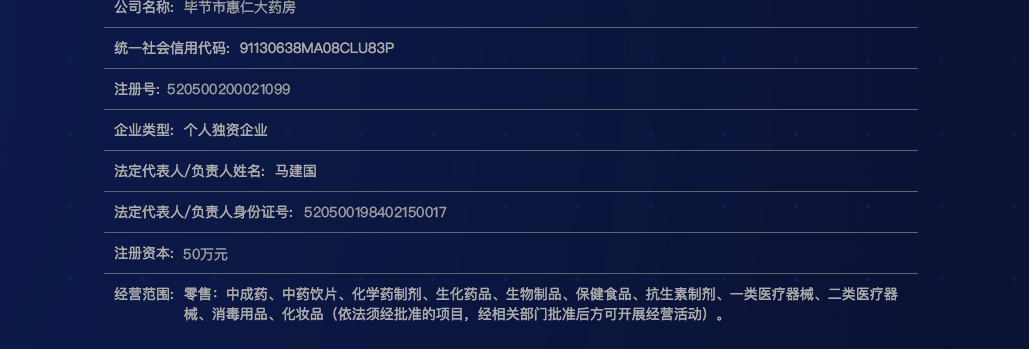 公司名称: 毕节市惠仁大药房
统一社会信用代码: 91130638MA08CLU83P
注册号: 520500200021099
企业类型: 个人独资企业
法定代表人/负责人姓名: 马建国
法定代表人/负责人身份证号: 520500198402150017
注册资本: 50万元
经营范围: 零售：中成药、中药饮片、化学药制剂、生化药品、生物制品、保健食品、抗生素制剂、一类医疗器械、二类医疗器
械、消毒用品、化妆品（依法须经批准的项目，经相关部门批准后方可开展经营活动）。